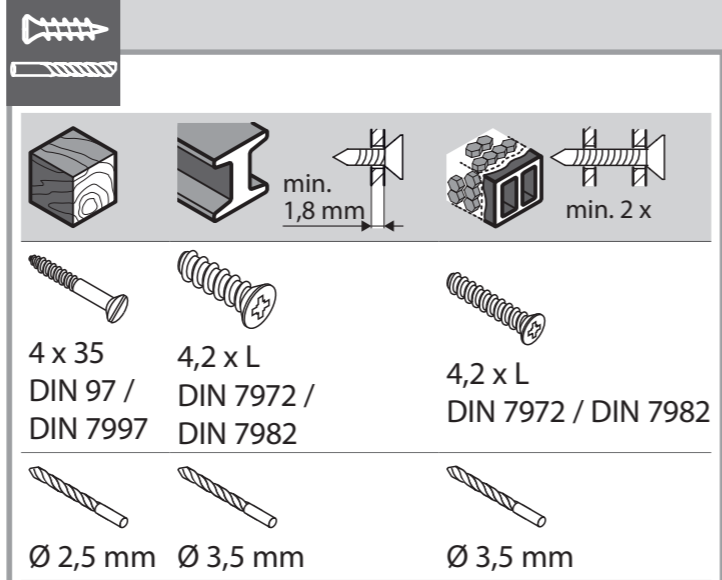 min.
1,8 mm
min. 2 x
4 x 35
DIN 97 /
DIN 7997
4,2 x L
DIN 7972 /
DIN 7982
4,2 x L
DIN 7972 / DIN 7982
Ø 2,5 mm
Ø 3,5 mm
Ø 3,5 mm